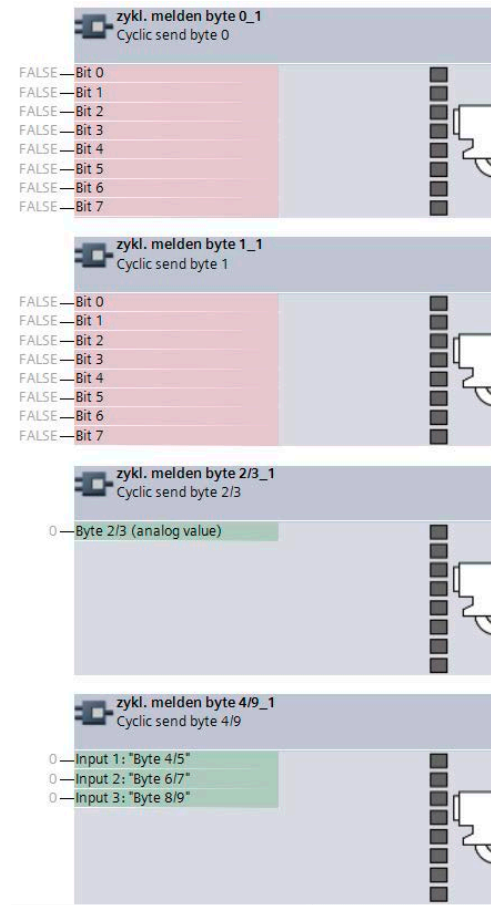 zykl. melden byte 0_1
Cyclic send byte 0
FALSE Bit 0
FALSE Bit 1
FALSE Bit 2
FALSE Bit 3
FALSE Bit 4
FALSE Bit 5
FALSE Bit 6
FALSE Bit 7
zykl. melden byte 1_1
Cyclic send byte 1
FALSE Bit 0
FALSE Bit 1
FALSE Bit 2
FALSE Bit 3
FALSE Bit 4
FALSE Bit 5
FALSE Bit 6
FALSE Bit 7
zykl. melden byte 2/3_1
Cyclic send byte 2/3
0 Byte 2/3 (analog value)
zykl. melden byte 4/9_1
Cyclic send byte 4/9
0 Input 1: "Byte 4/5"
0 Input 2: "Byte 6/7"
0 Input 3: "Byte 8/9"